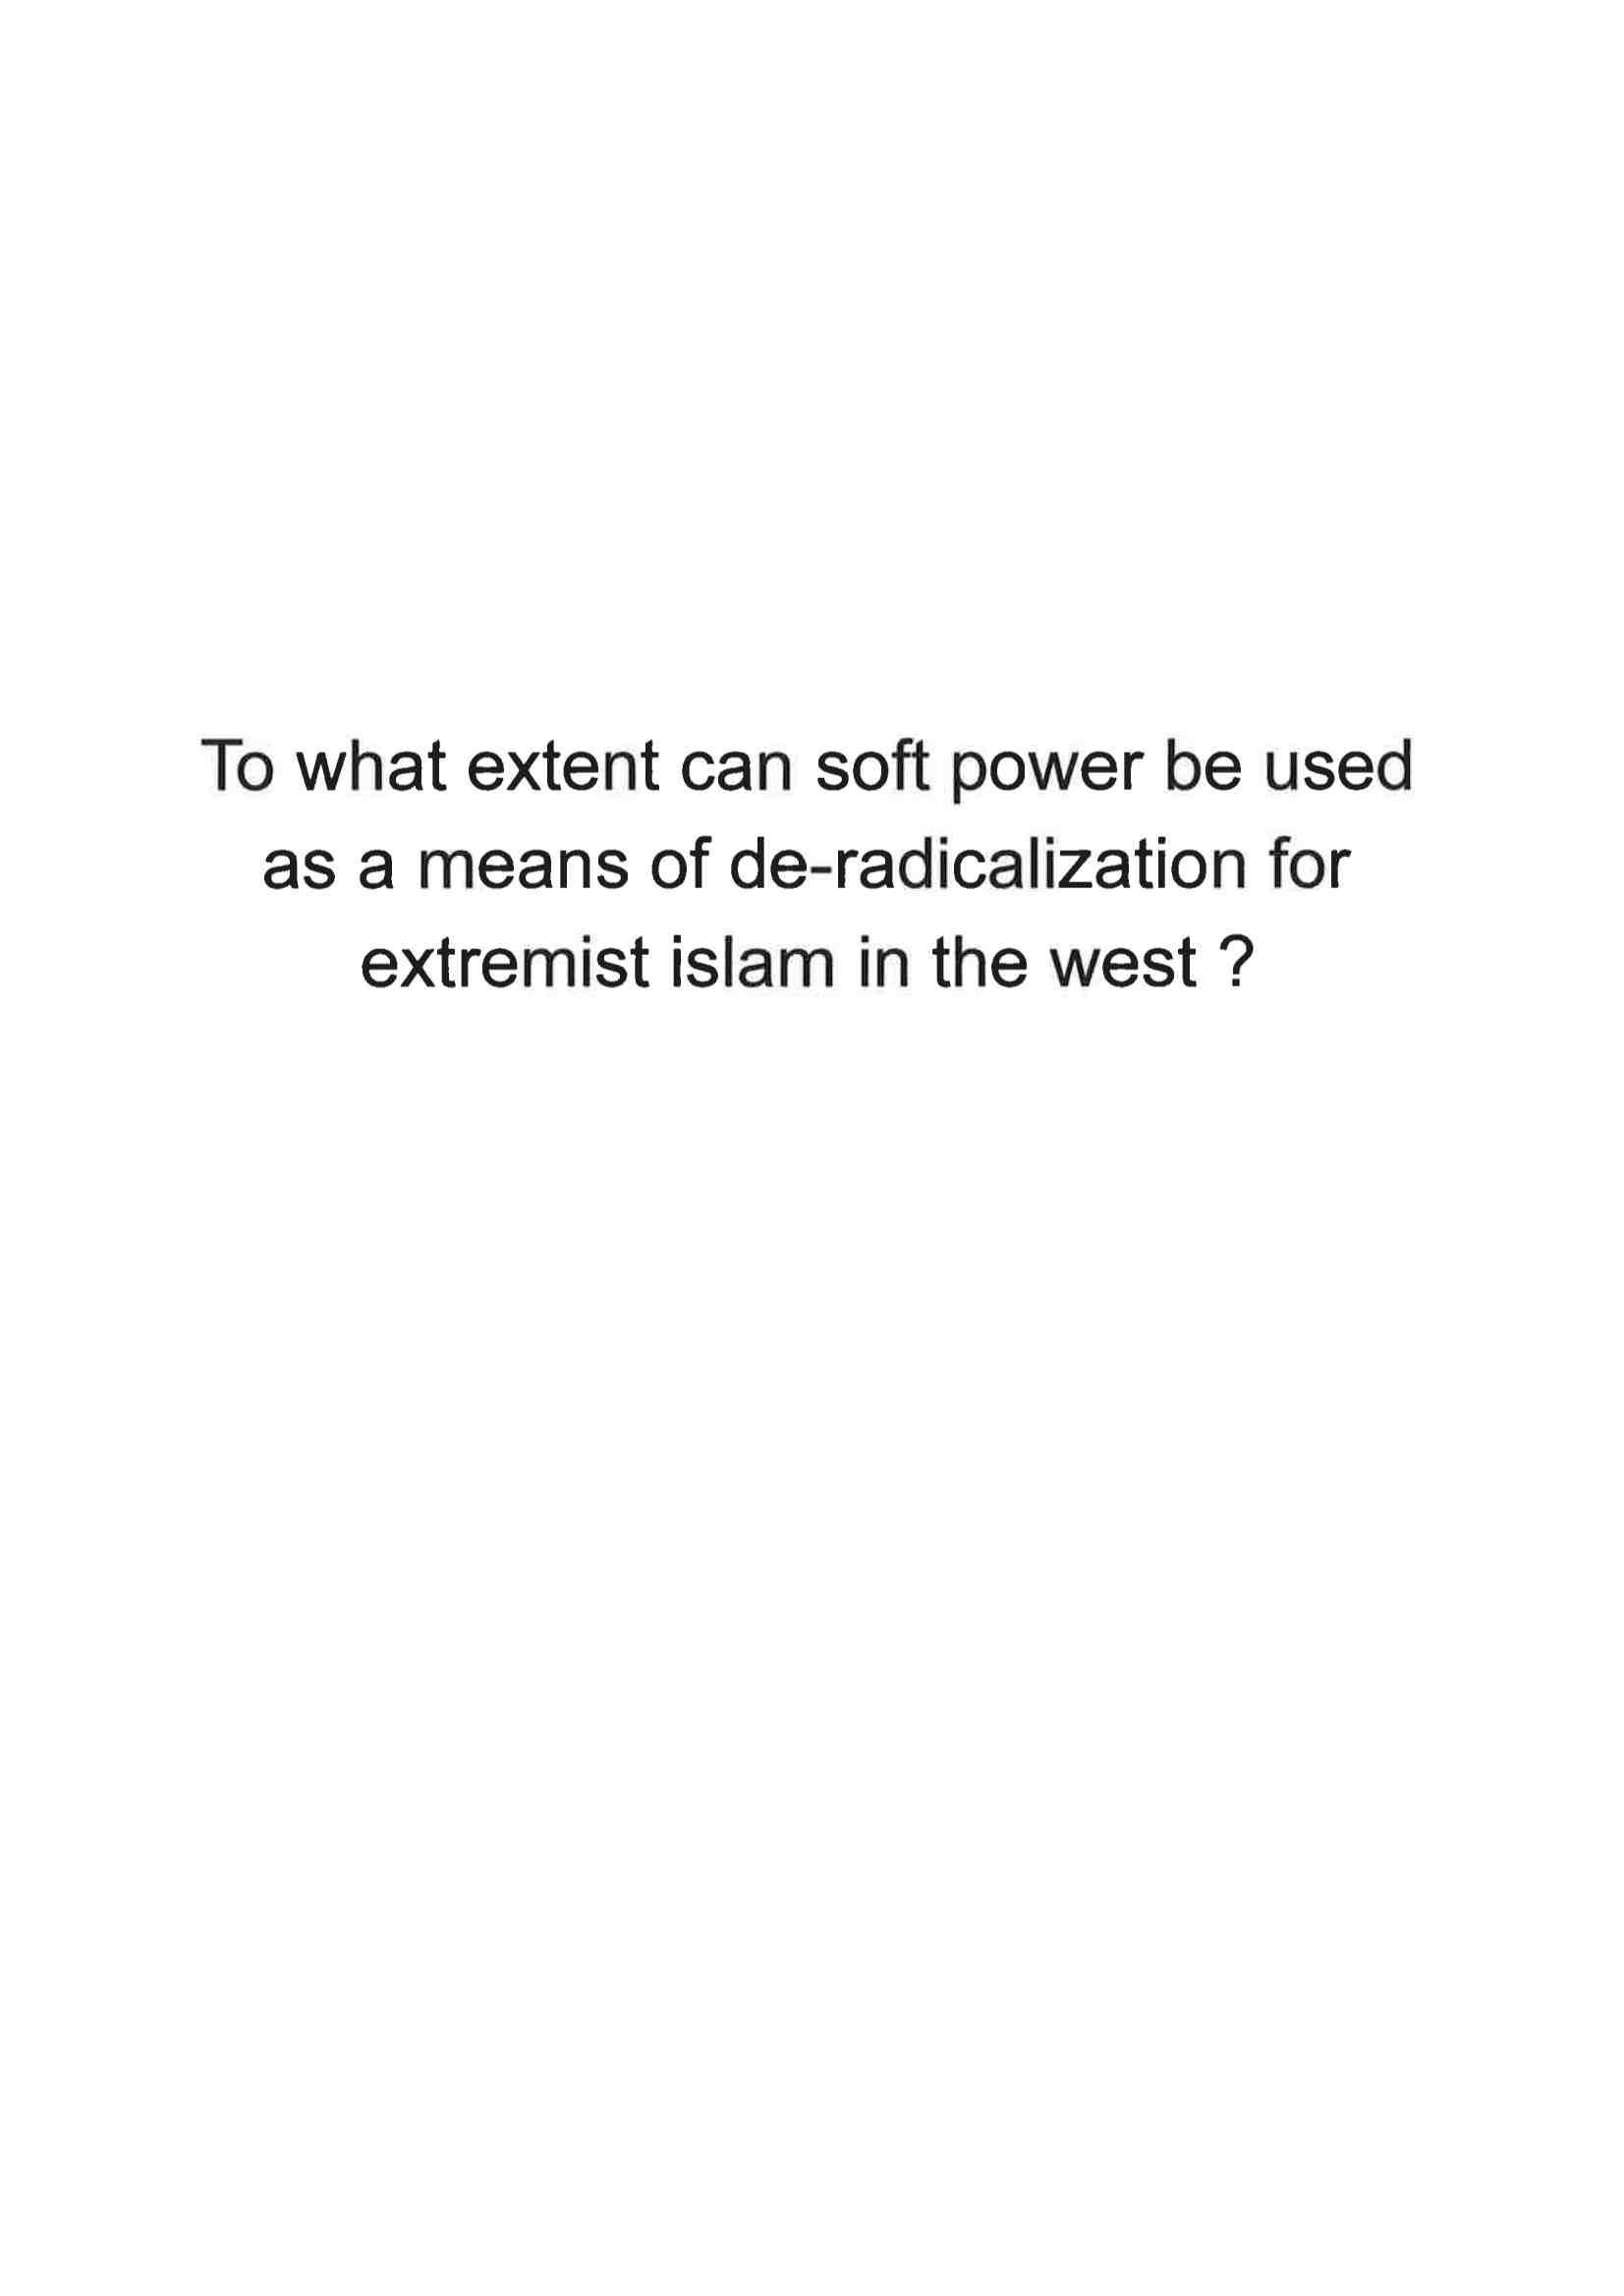 To what extent can soft power be used
as a means of de-radicalization for
extremist islam in the west ?